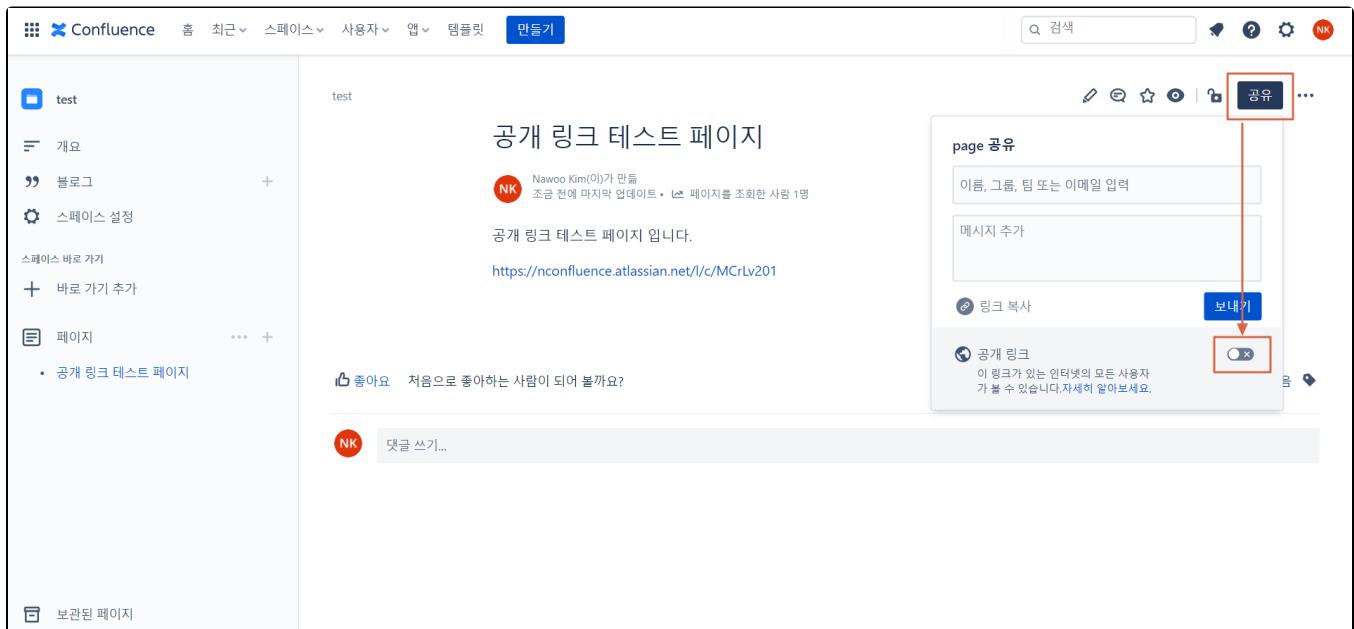 Confluence 홈 최근 스페이스 사용자 앱 템플릿 만들기 검색 NK
test
개요
블로그
스페이스 설정
스페이스 바로 가기
바로 가기 추가
페이지
공개 링크 테스트 페이지
보관된 페이지
test 공유
공개 링크 테스트 페이지
NK Nawoo Kim(이)가 만듦
조금 전에 마지막 업데이트 • 페이지를 조회한 사람 1명
공개 링크 테스트 페이지 입니다.
https://nconfluence.atlassian.net/l/c/MCrLv201
좋아요 처음으로 좋아하는 사람이 되어 볼까요?
NK 댓글 쓰기...
page 공유
이름, 그룹, 팀 또는 이메일 입력
메시지 추가
링크 복사 보내기
공개 링크
이 링크가 있는 인터넷의 모든 사용자
가 볼 수 있습니다.자세히 알아보세요.